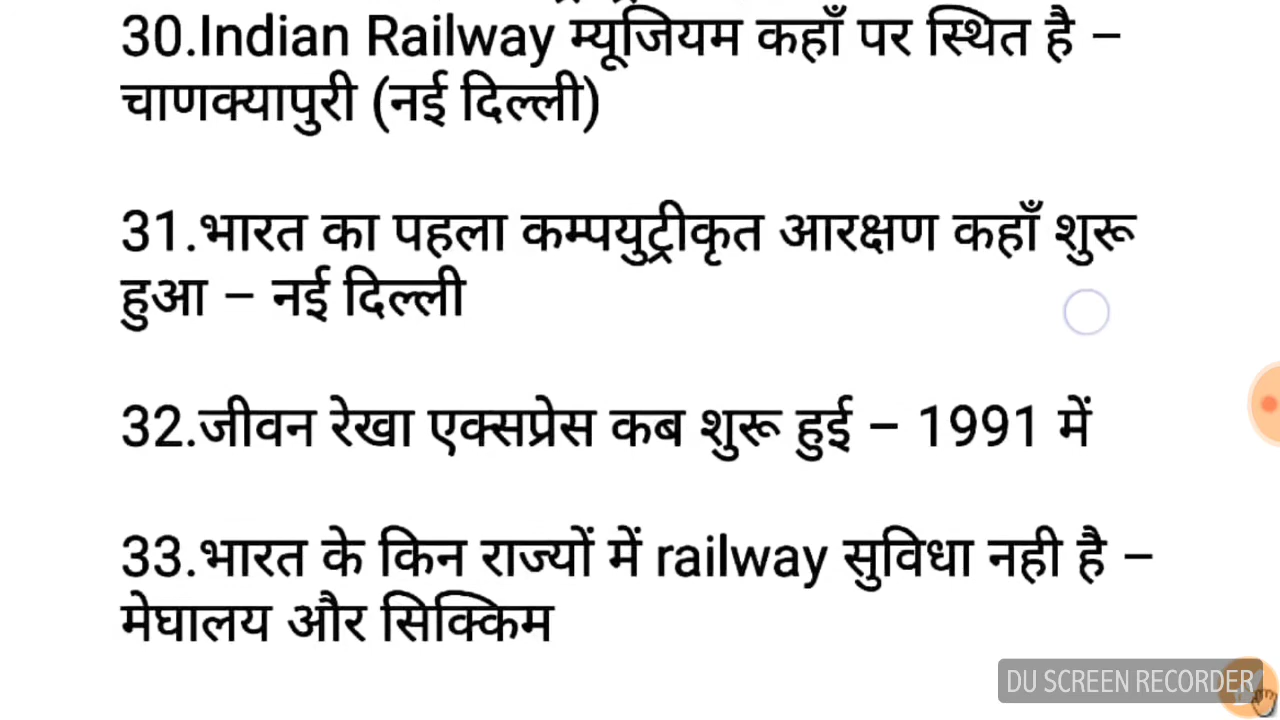 30.Indian Railway म्यूजियम कहाँ पर स्थित है –
चाणक्यापुरी (नई दिल्ली)
31.भारत का पहला कम्पयुट्रीकृत आरक्षण कहाँ शुरू
हुआ – नई दिल्ली
32.जीवन रेखा एक्सप्रेस कब शुरू हुई – 1991 में
33.भारत के किन राज्यों में railway सुविधा नही है –
मेघालय और सिक्किम
DU SCREEN RECORDER